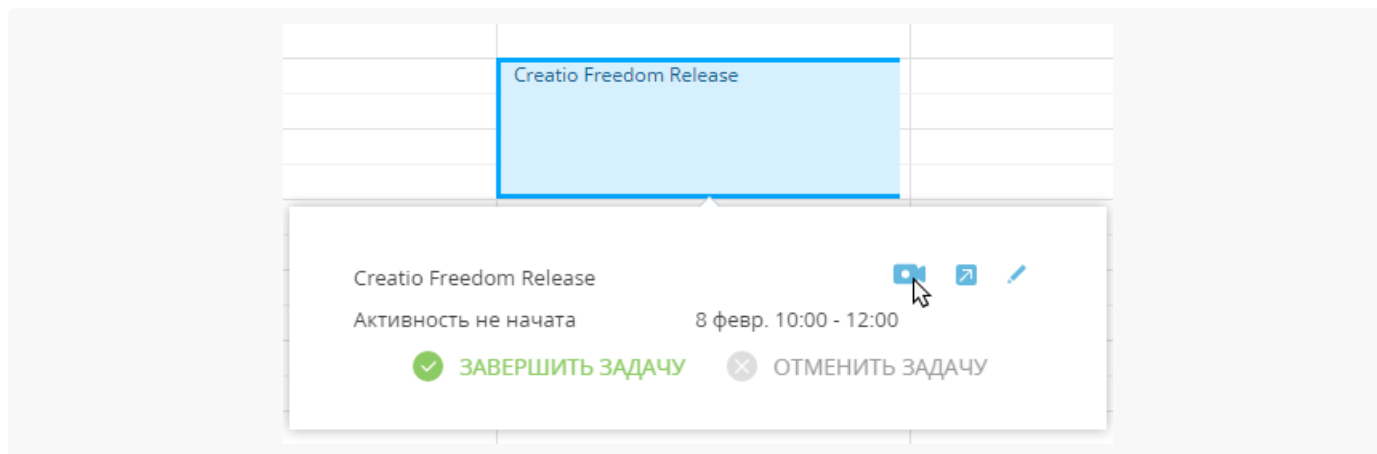 Creatio Freedom Release
Creatio Freedom Release
Активность не начата 8 февр. 10:00 - 12:00
ЗАВЕРШИТЬ ЗАДАЧУ ОТМЕНИТЬ ЗАДАЧУ